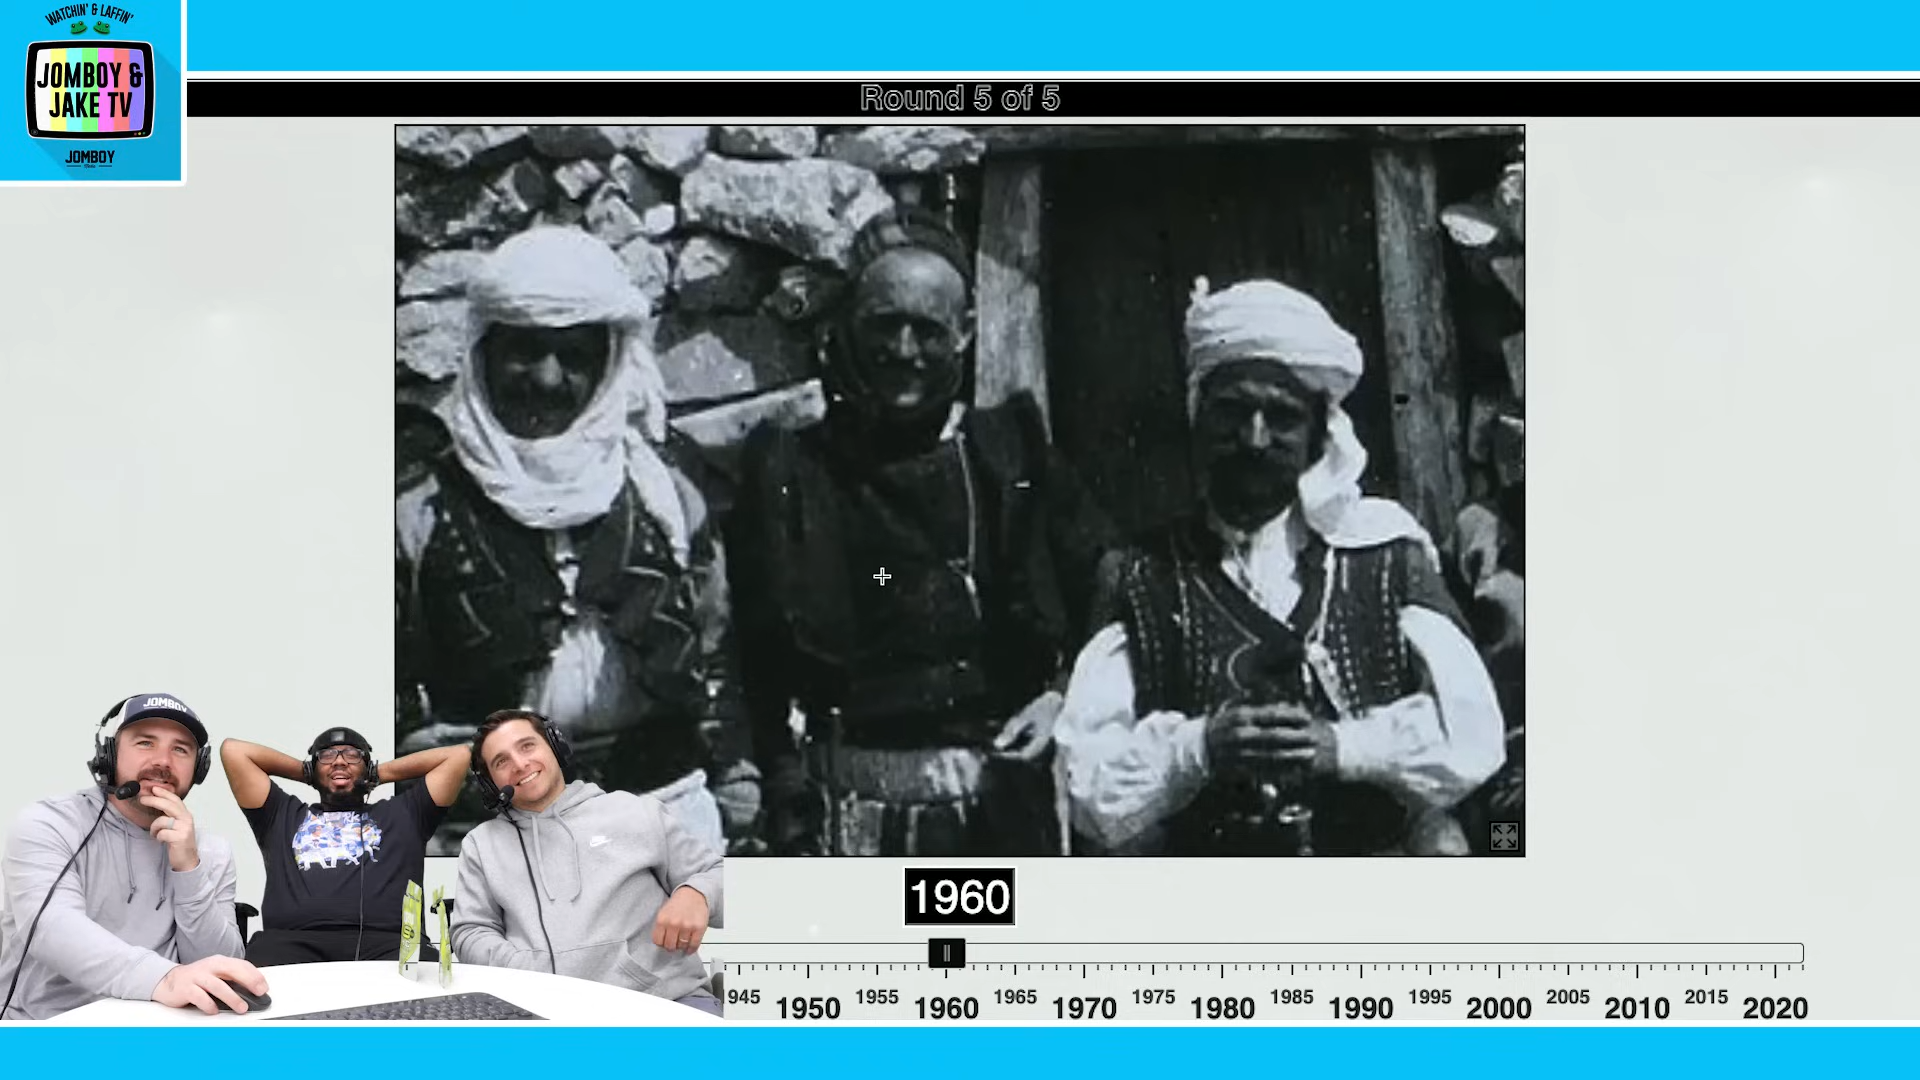 WATCHIN' & LAFFIN'
JOMBOY &
JAKE TV
JOMBOY
Round 5 of 5
JOMBOY
1960
1945 1950 1955 1960 1965 1970 1975 1980 1985 1990 1995 2000 2005 2010 2015 2020